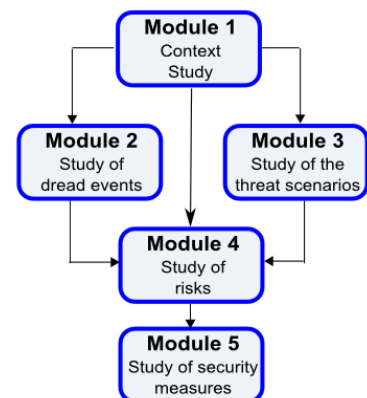 Module 1
Context
Study
Module 2
Study of
dread events
Module 3
Study of the
threat scenarios
Module 4
Study of
risks
Module 5
Study of security
measures